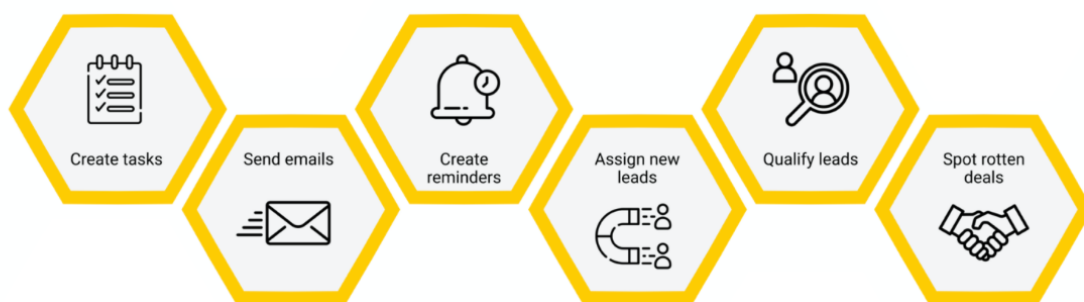 Create tasks
Send emails
Create
reminders
Assign new
leads
Qualify leads
Spot rotten
deals